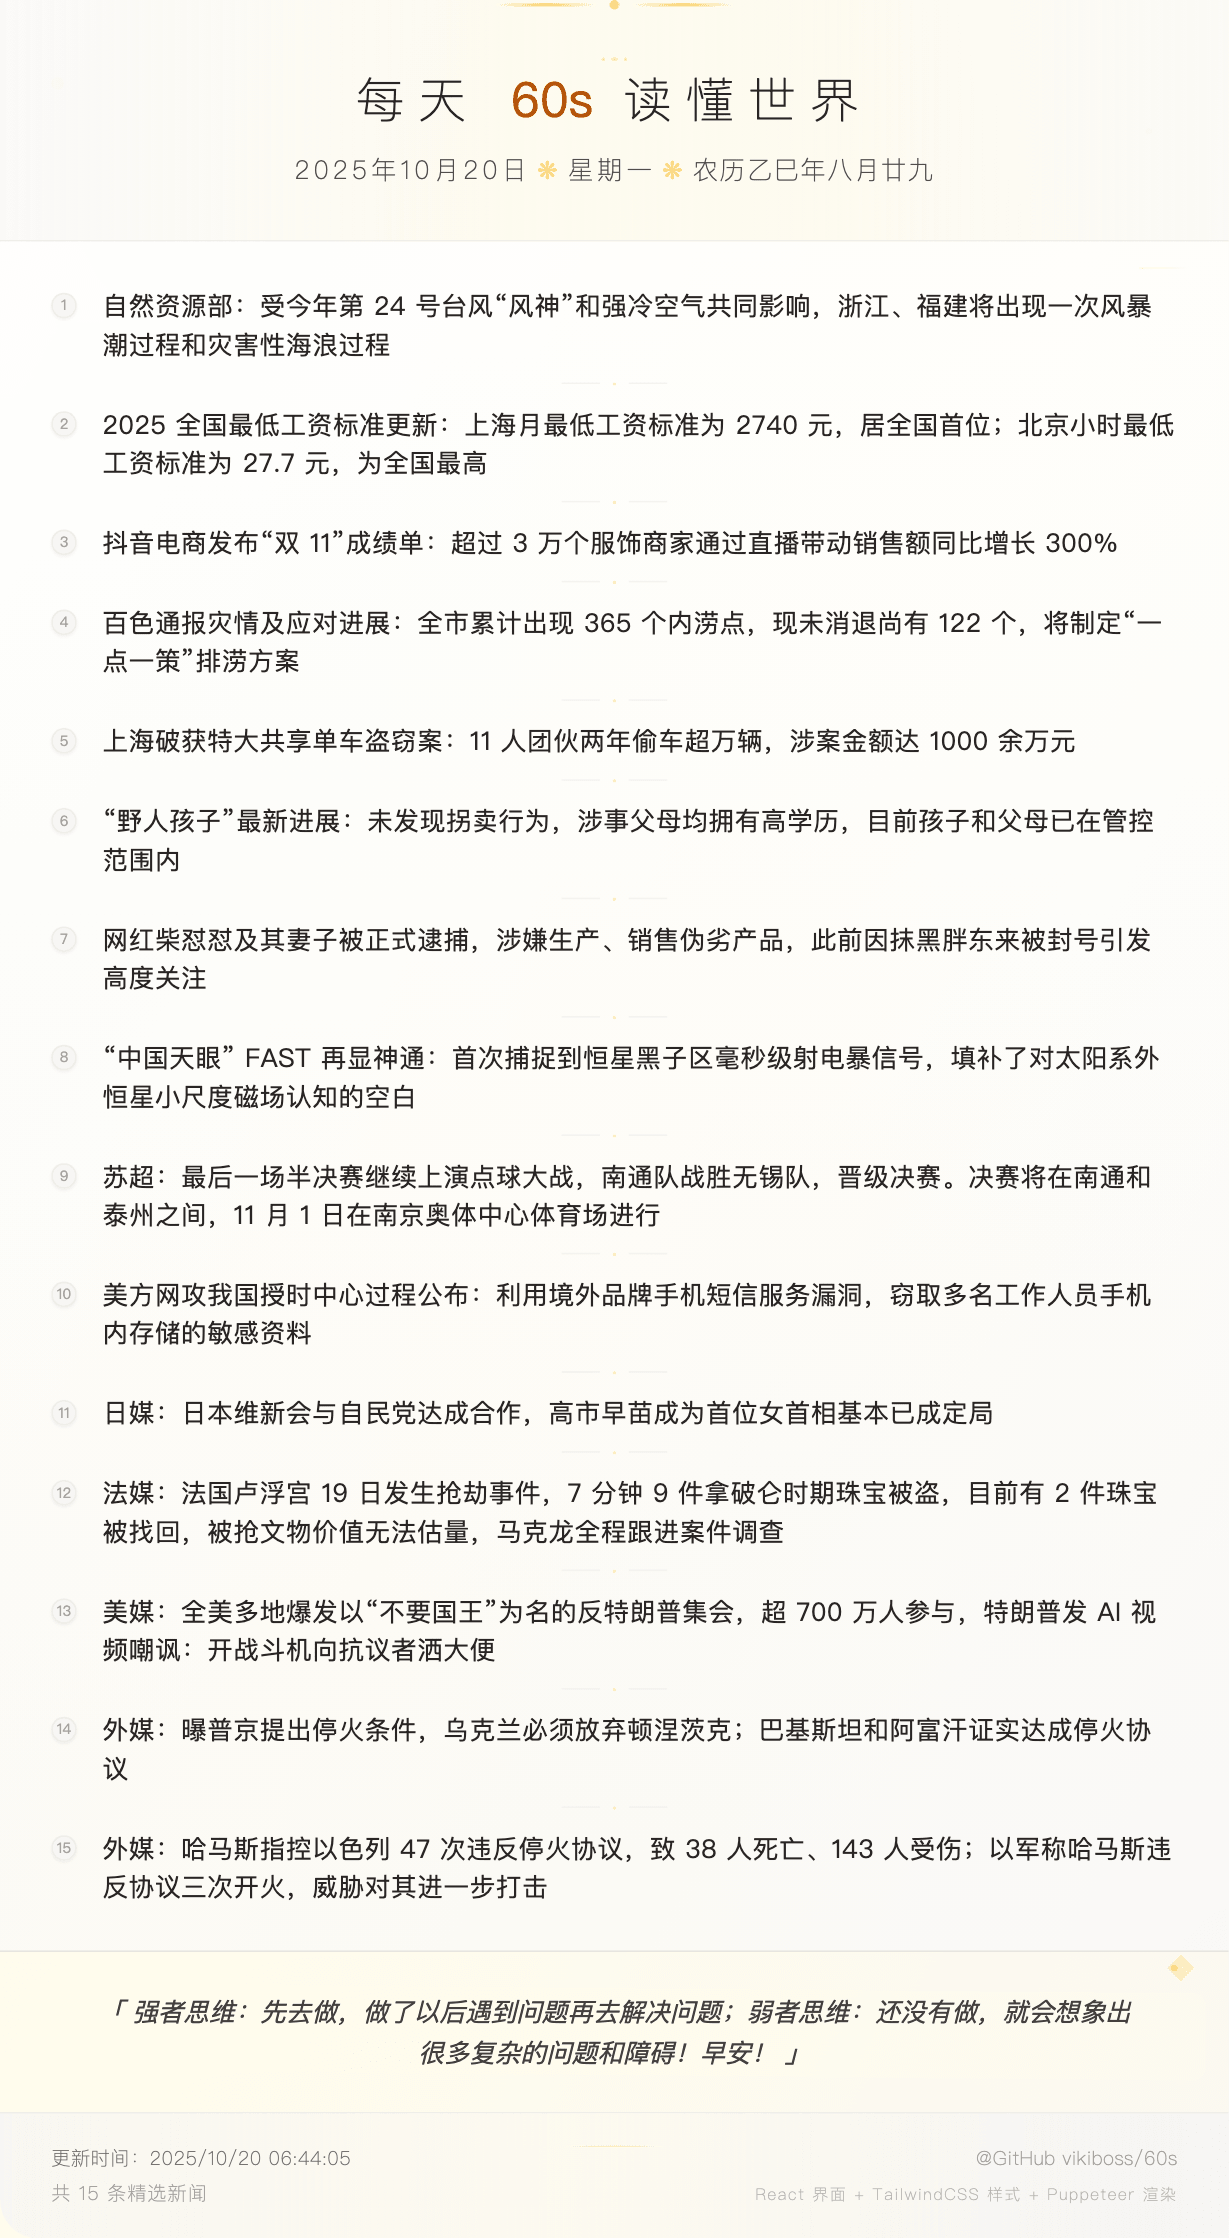 每天 60s 读懂世界
2025年10月20日 ❋ 星期一 ❋ 农历乙巳年八月廿九
1 自然资源部：受今年第 24 号台风“风神”和强冷空气共同影响，浙江、福建将出现一次风暴
潮过程和灾害性海浪过程
2 2025 全国最低工资标准更新：上海月最低工资标准为 2740 元，居全国首位；北京小时最低
工资标准为 27.7 元，为全国最高
3 抖音电商发布“双 11”成绩单：超过 3 万个服饰商家通过直播带动销售额同比增长 300%
4 百色通报灾情及应对进展：全市累计出现 365 个内涝点，现未消退尚有 122 个，将制定“一
点一策”排涝方案
5 上海破获特大共享单车盗窃案：11 人团伙两年偷车超万辆，涉案金额达 1000 余万元
6 “野人孩子”最新进展：未发现拐卖行为，涉事父母均拥有高学历，目前孩子和父母已在管控
范围内
7 网红柴怼怼及其妻子被正式逮捕，涉嫌生产、销售伪劣产品，此前因抹黑胖东来被封号引发
高度关注
8 “中国天眼” FAST 再显神通：首次捕捉到恒星黑子区毫秒级射电暴信号，填补了对太阳系外
恒星小尺度磁场认知的空白
9 苏超：最后一场半决赛继续上演点球大战，南通队战胜无锡队，晋级决赛。决赛将在南通和
泰州之间，11 月 1 日在南京奥体中心体育场进行
10 美方网攻我国授时中心过程公布：利用境外品牌手机短信服务漏洞，窃取多名工作人员手机
内存储的敏感资料
11 日媒：日本维新会与自民党达成合作，高市早苗成为首位女首相基本已成定局
12 法媒：法国卢浮宫 19 日发生抢劫事件，7 分钟 9 件拿破仑时期珠宝被盗，目前有 2 件珠宝
被找回，被抢文物价值无法估量，马克龙全程跟进案件调查
13 美媒：全美多地爆发以“不要国王”为名的反特朗普集会，超 700 万人参与，特朗普发 AI 视
频嘲讽：开战斗机向抗议者洒大便
14 外媒：曝普京提出停火条件，乌克兰必须放弃顿涅茨克；巴基斯坦和阿富汗证实达成停火协
议
15 外媒：哈马斯指控以色列 47 次违反停火协议，致 38 人死亡、143 人受伤；以军称哈马斯违
反协议三次开火，威胁对其进一步打击
「 强者思维：先去做，做了以后遇到问题再去解决问题；弱者思维：还没有做，就会想象出
很多复杂的问题和障碍！早安！ 」
更新时间：2025/10/20 06:44:05
@GitHub vikiboss/60s
共 15 条精选新闻
React 界面 + TailwindCSS 样式 + Puppeteer 渲染